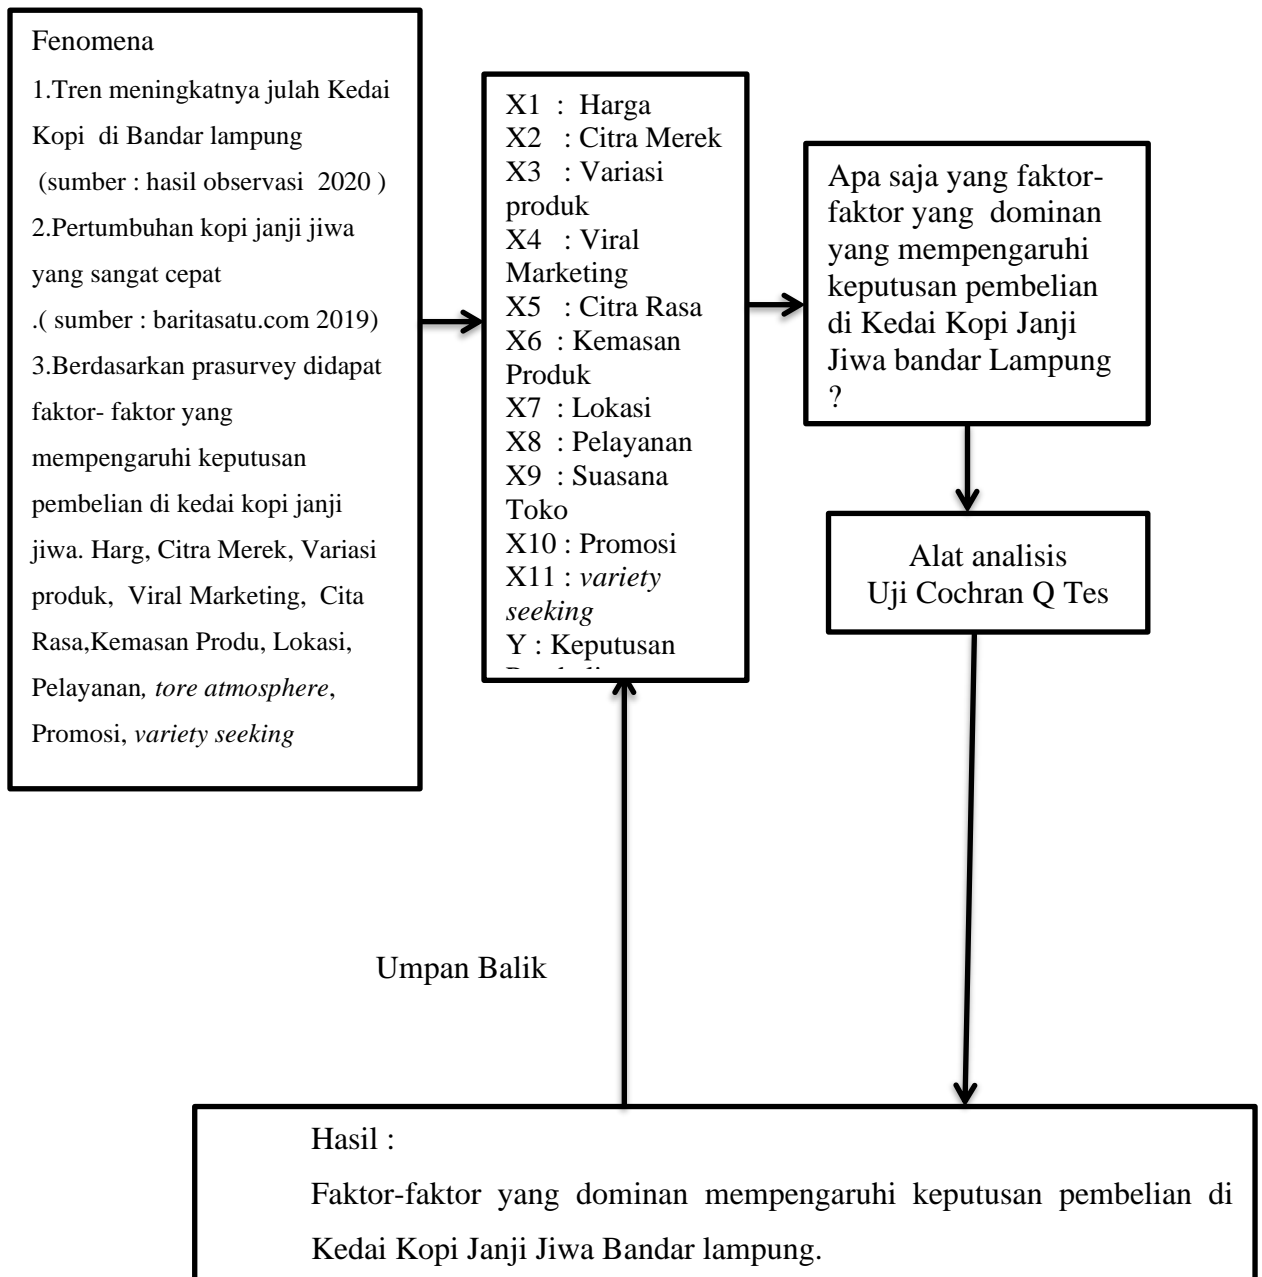 Fenomena
1.Tren meningkatnya julah Kedai
Kopi di Bandar lampung
(sumber : hasil observasi 2020 )
2.Pertumbuhan kopi janji jiwa
yang sangat cepat
.( sumber : baritasatu.com 2019)
3.Berdasarkan prasurvey didapat
faktor- faktor yang
mempengaruhi keputusan
pembelian di kedai kopi janji
jiwa. Harg, Citra Merek, Variasi
produk, Viral Marketing, Cita
Rasa,Kemasan Produ, Lokasi,
Pelayanan, tore atmosphere,
Promosi, variety seeking
X1 : Harga
X2 : Citra Merek
X3 : Variasi
produk
X4 : Viral
Marketing
X5 : Citra Rasa
X6 : Kemasan
Produk
X7 : Lokasi
X8 : Pelayanan
X9 : Suasana
Toko
X10 : Promosi
X11 : variety
seeking
Y : Keputusan
Apa saja yang faktor-
faktor yang dominan
yang mempengaruhi
keputusan pembelian
di Kedai Kopi Janji
Jiwa bandar Lampung
?
Alat analisis
Uji Cochran Q Tes
Umpan Balik
Hasil :
Faktor-faktor yang dominan mempengaruhi keputusan pembelian di
Kedai Kopi Janji Jiwa Bandar lampung.